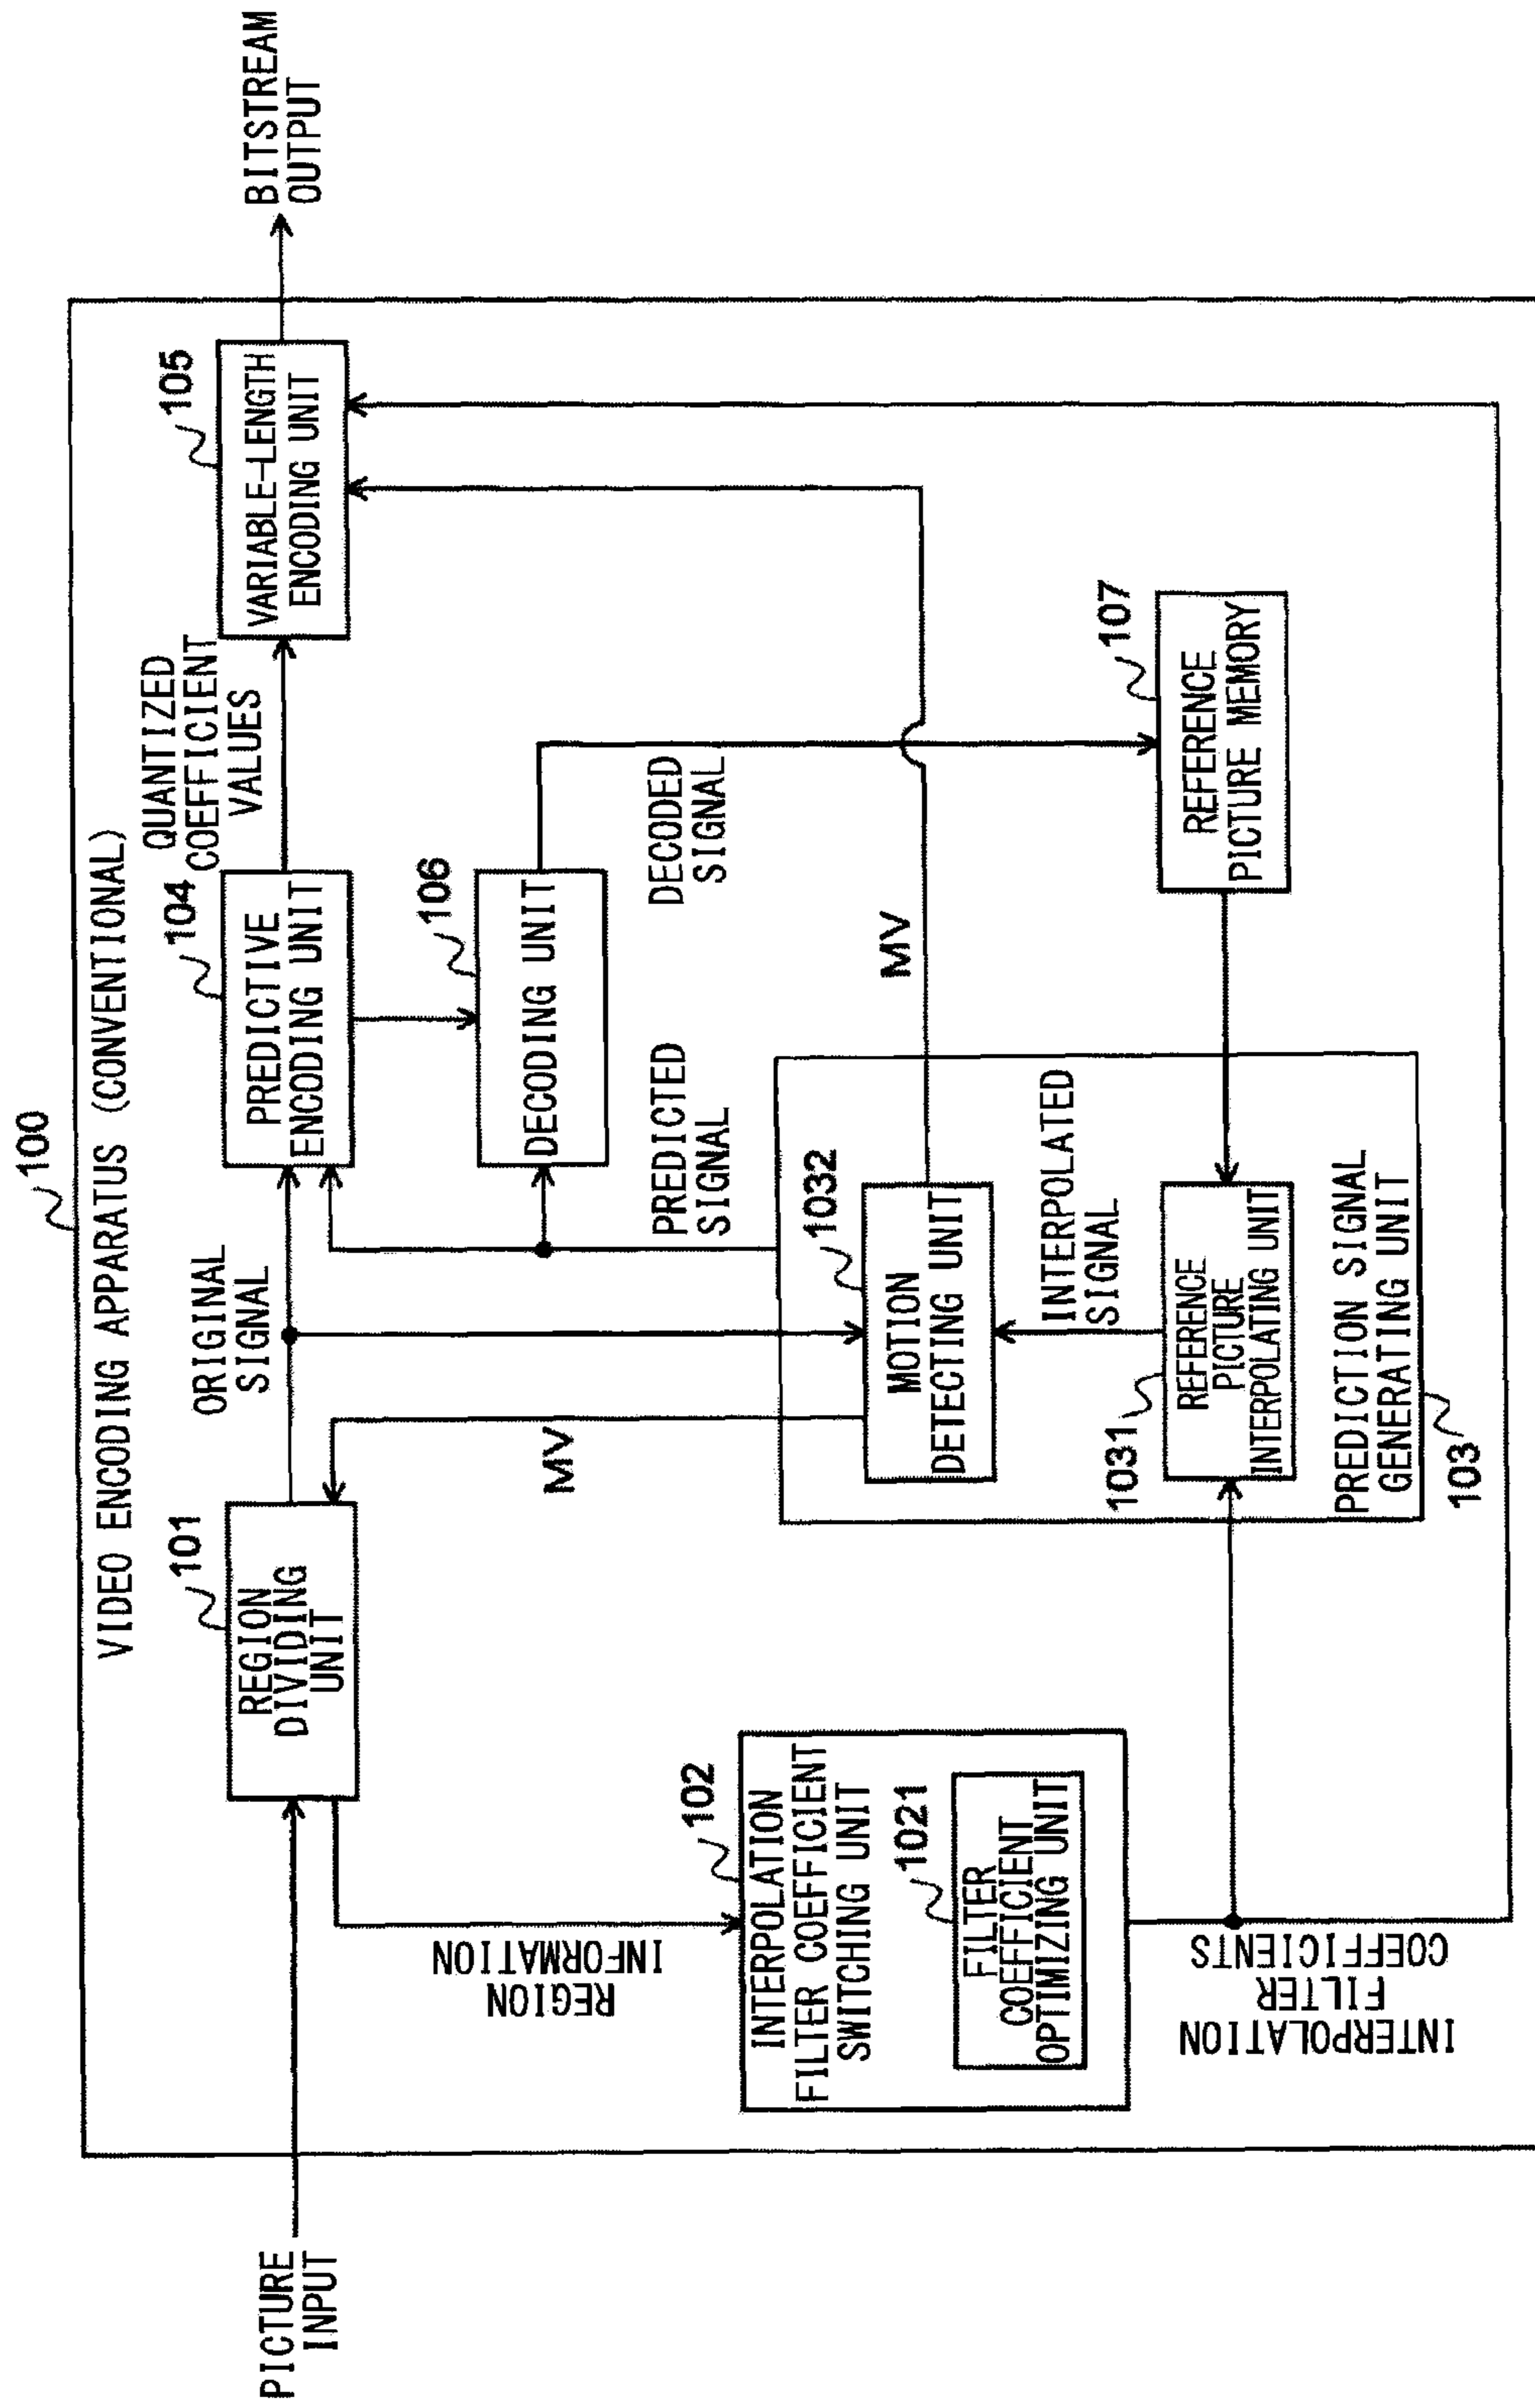 100
VIDEO ENCODING APPARATUS (CONVENTIONAL)
PICTURE
INPUT
101
REGION
DIVIDING
UNIT
ORIGINAL
SIGNAL
104
PREDICTIVE
ENCODING UNIT
QUANTIZED
COEFFICIENT
VALUES
105
VARIABLE-LENGTH
ENCODING UNIT
BITSTREAM
OUTPUT
REGION
INFORMATION
MV
106
DECODING UNIT
PREDICTED
SIGNAL
DECODED
SIGNAL
102
INTERPOLATION
FILTER COEFFICIENT
SWITCHING UNIT
1021
FILTER
COEFFICIENT
OPTIMIZING UNIT
1032
MOTION
DETECTING UNIT
MV
INTERPOLATED
SIGNAL
1031
REFERENCE
PICTURE
INTERPOLATING UNIT
107
REFERENCE
PICTURE MEMORY
PREDICTION SIGNAL
GENERATING UNIT
103
INTERPOLATION
FILTER
COEFFICIENTS